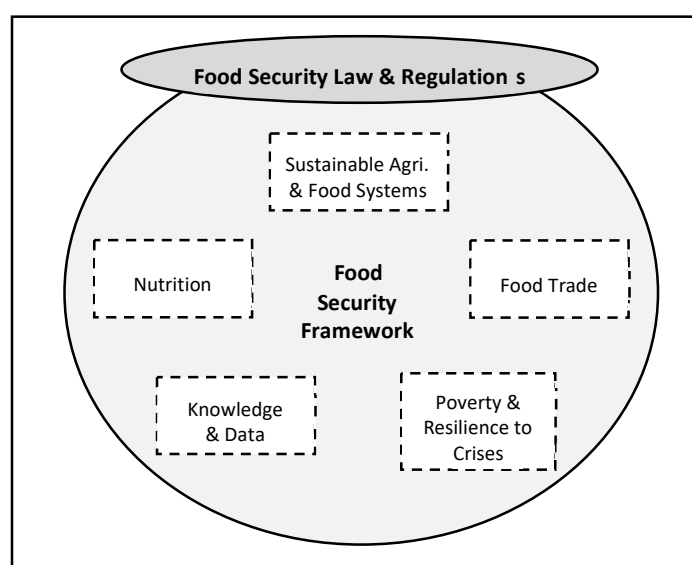 Food Security Law & Regulation s
Sustainable Agri.
& Food Systems
Nutrition
Food
Security
Framework
Food Trade
Knowledge
& Data
Poverty &
Resilience to
Crises